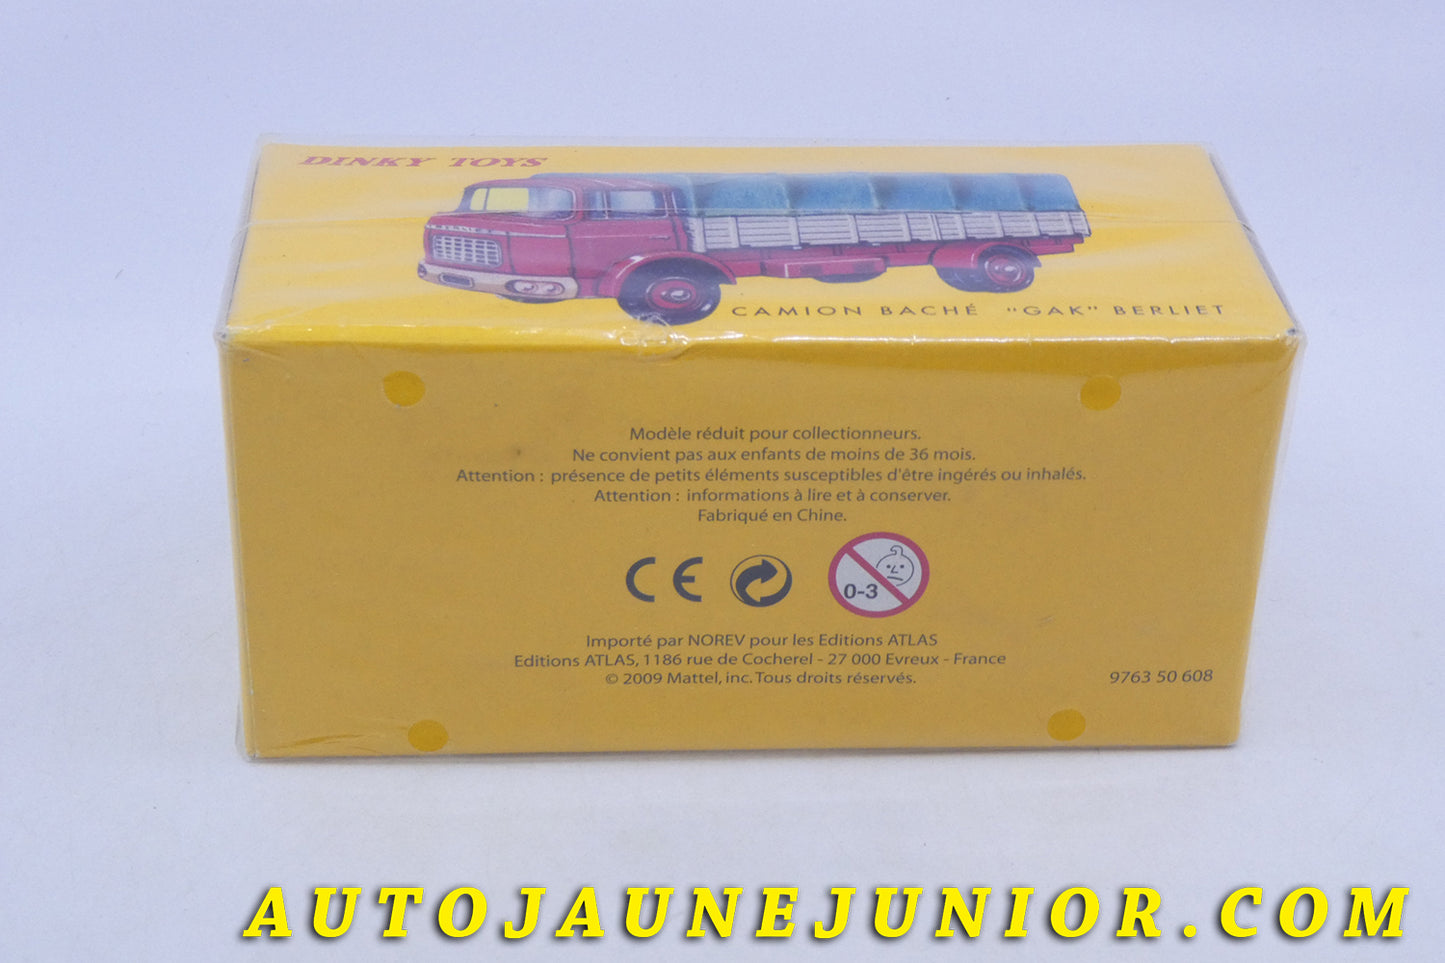 DINKY TOYS
BERLIET
CAMION BACHÉ "GAK" BERLIET
Modèle réduit pour collectionneurs.
Ne convient pas aux enfants de moins de 36 mois.
Attention : présence de petits éléments susceptibles d'être ingérés ou inhalés.
Attention : informations à lire et à conserver.
Fabriqué en Chine.
CE
0-3
Importé par NOREV pour les Editions ATLAS
Editions ATLAS, 1186 rue de Cocherel - 27 000 Evreux - France
© 2009 Mattel, inc. Tous droits réservés.
9763 50 608
AUTOJAUNEJUNIOR.COM